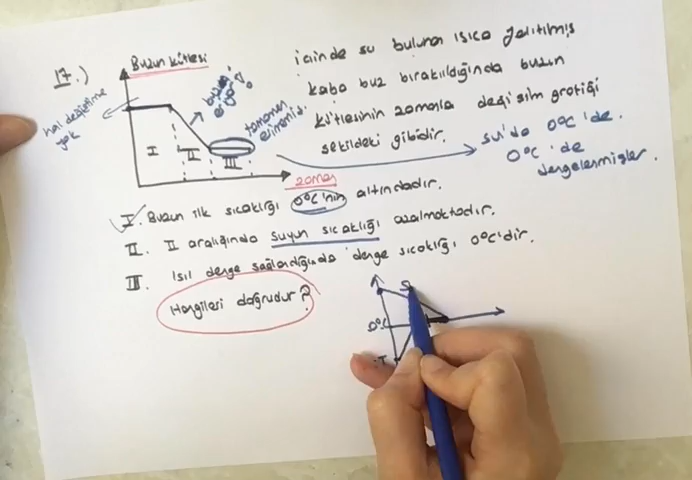 17.)
Buzun kütlesi
içinde su bulunan ısıca yalıtılmış
kaba buz bırakıldığında buzun
kütlesinin zamanla değişim grafiği
şekildeki gibidir.
hal değiştirme
yok
buzun
tamamen
erimemiş.
I
II
III
zaman
su'da 0°C'de.
0°C'de
dengelenmişler.
I. Buzun ilk sıcaklığı 0°C'nin altındadır.
II. II aralığında suyun sıcaklığı azalmaktadır.
III. Isıl denge sağlandığında denge sıcaklığı 0°C'dir.
Hangileri doğrudur?
0°C
-T